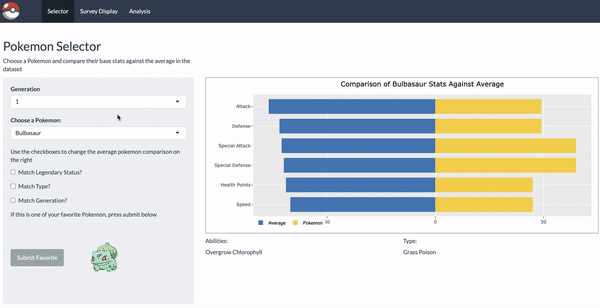 Selector
Survey Display
Analysis
Pokemon Selector
Choose a Pokemon and compare their base stats against the average in the
dataset
Generation
1
Choose a Pokemon:
Bulbasaur
Use the checkboxes to change the average pokemon comparison on
the right
Match Legendary Status?
Match Type?
Match Generation?
If this is one of your favorite Pokemon, press submit below
Submit Favorite
Comparison of Bulbasaur Stats Against Average
Attack
Defense
Special Attack
Special Defense
Health Points
Speed
0
50
Average
Pokemon
Abilities:
Type:
Overgrow Chlorophyll
Grass Poison